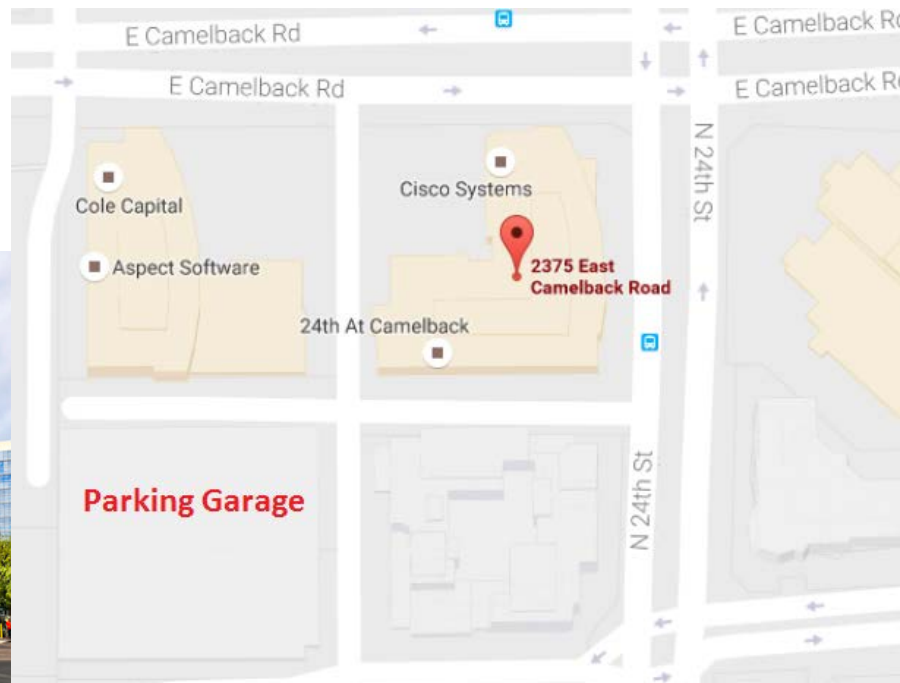 E Camelback Rd
E Camelback Rd
E Camelback Rd
E Camelback R
N 24th St
Cole Capital
Cisco Systems
Aspect Software
2375 East
Camelback Road
24th At Camelback
Parking Garage
N 24th St